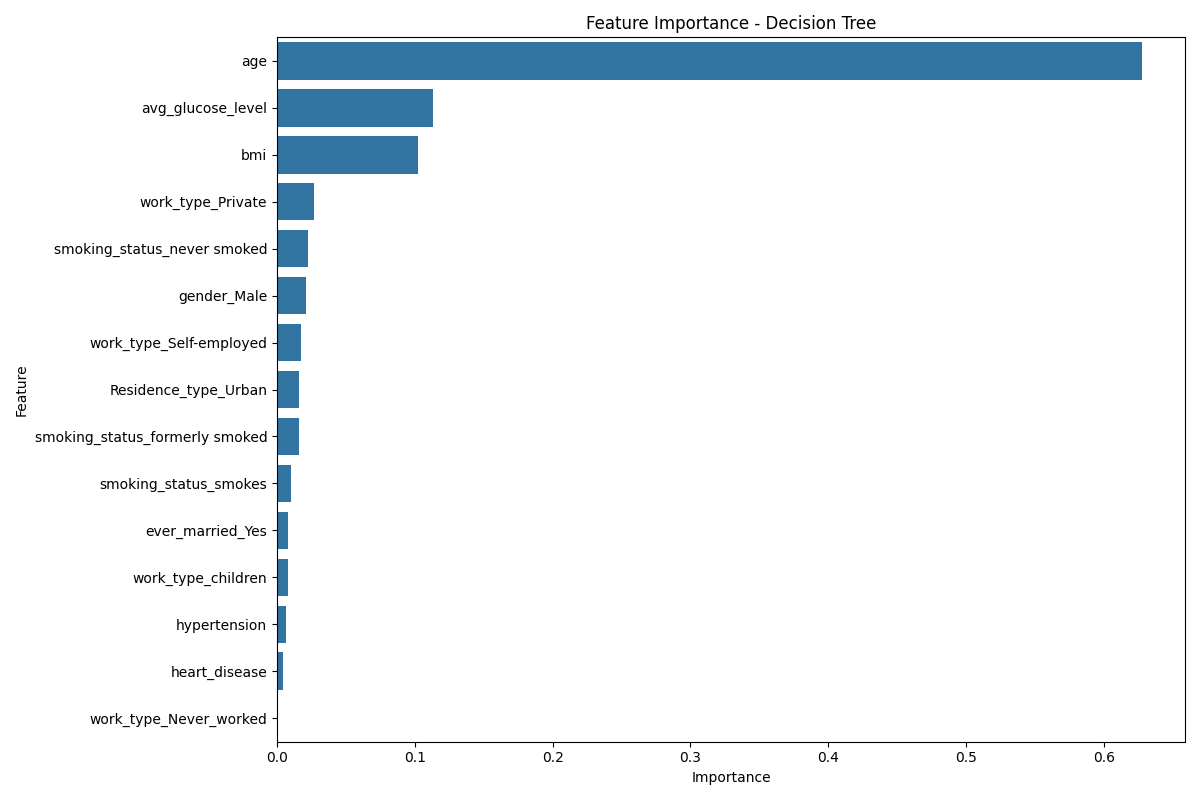 Feature Importance - Decision Tree
age
avg_glucose_level
bmi
work_type_Private
smoking_status_never smoked
gender_Male
work_type_Self-employed
Residence_type_Urban
smoking_status_formerly smoked
smoking_status_smokes
ever_married_Yes
work_type_children
hypertension
heart_disease
work_type_Never_worked
Feature
0.0 0.1 0.2 0.3 0.4 0.5 0.6
Importance